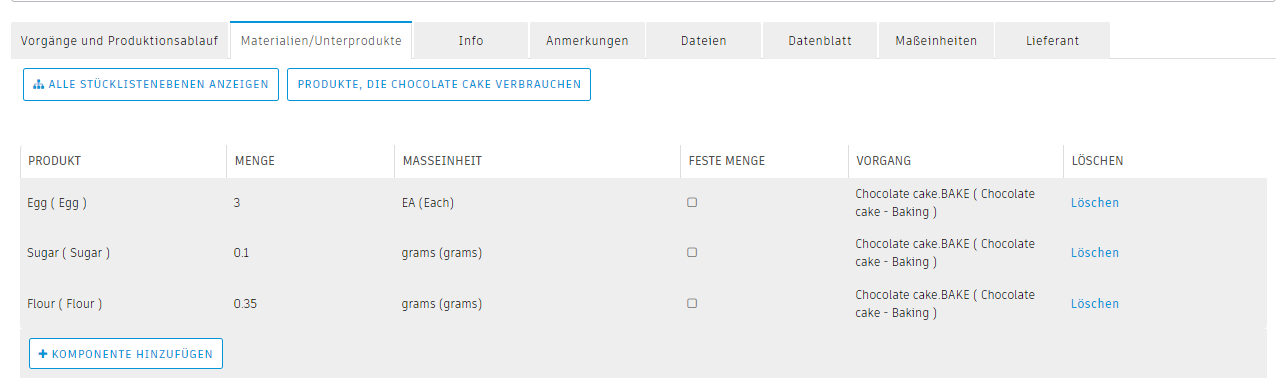 Vorgänge und Produktionsablauf Materialien/Unterprodukte Info Anmerkungen Dateien Datenblatt Maßeinheiten Lieferant
ALLE STÜCKLISTENEBENEN ANZEIGEN PRODUKTE, DIE CHOCOLATE CAKE VERBRAUCHEN
PRODUKT MENGE MASSEINHEIT FESTE MENGE VORGANG LÖSCHEN
Egg ( Egg ) 3 EA (Each) Chocolate cake.BAKE ( Chocolate cake - Baking ) Löschen
Sugar ( Sugar ) 0.1 grams (grams) Chocolate cake.BAKE ( Chocolate cake - Baking ) Löschen
Flour ( Flour ) 0.35 grams (grams) Chocolate cake.BAKE ( Chocolate cake - Baking ) Löschen
+ KOMPONENTE HINZUFÜGEN